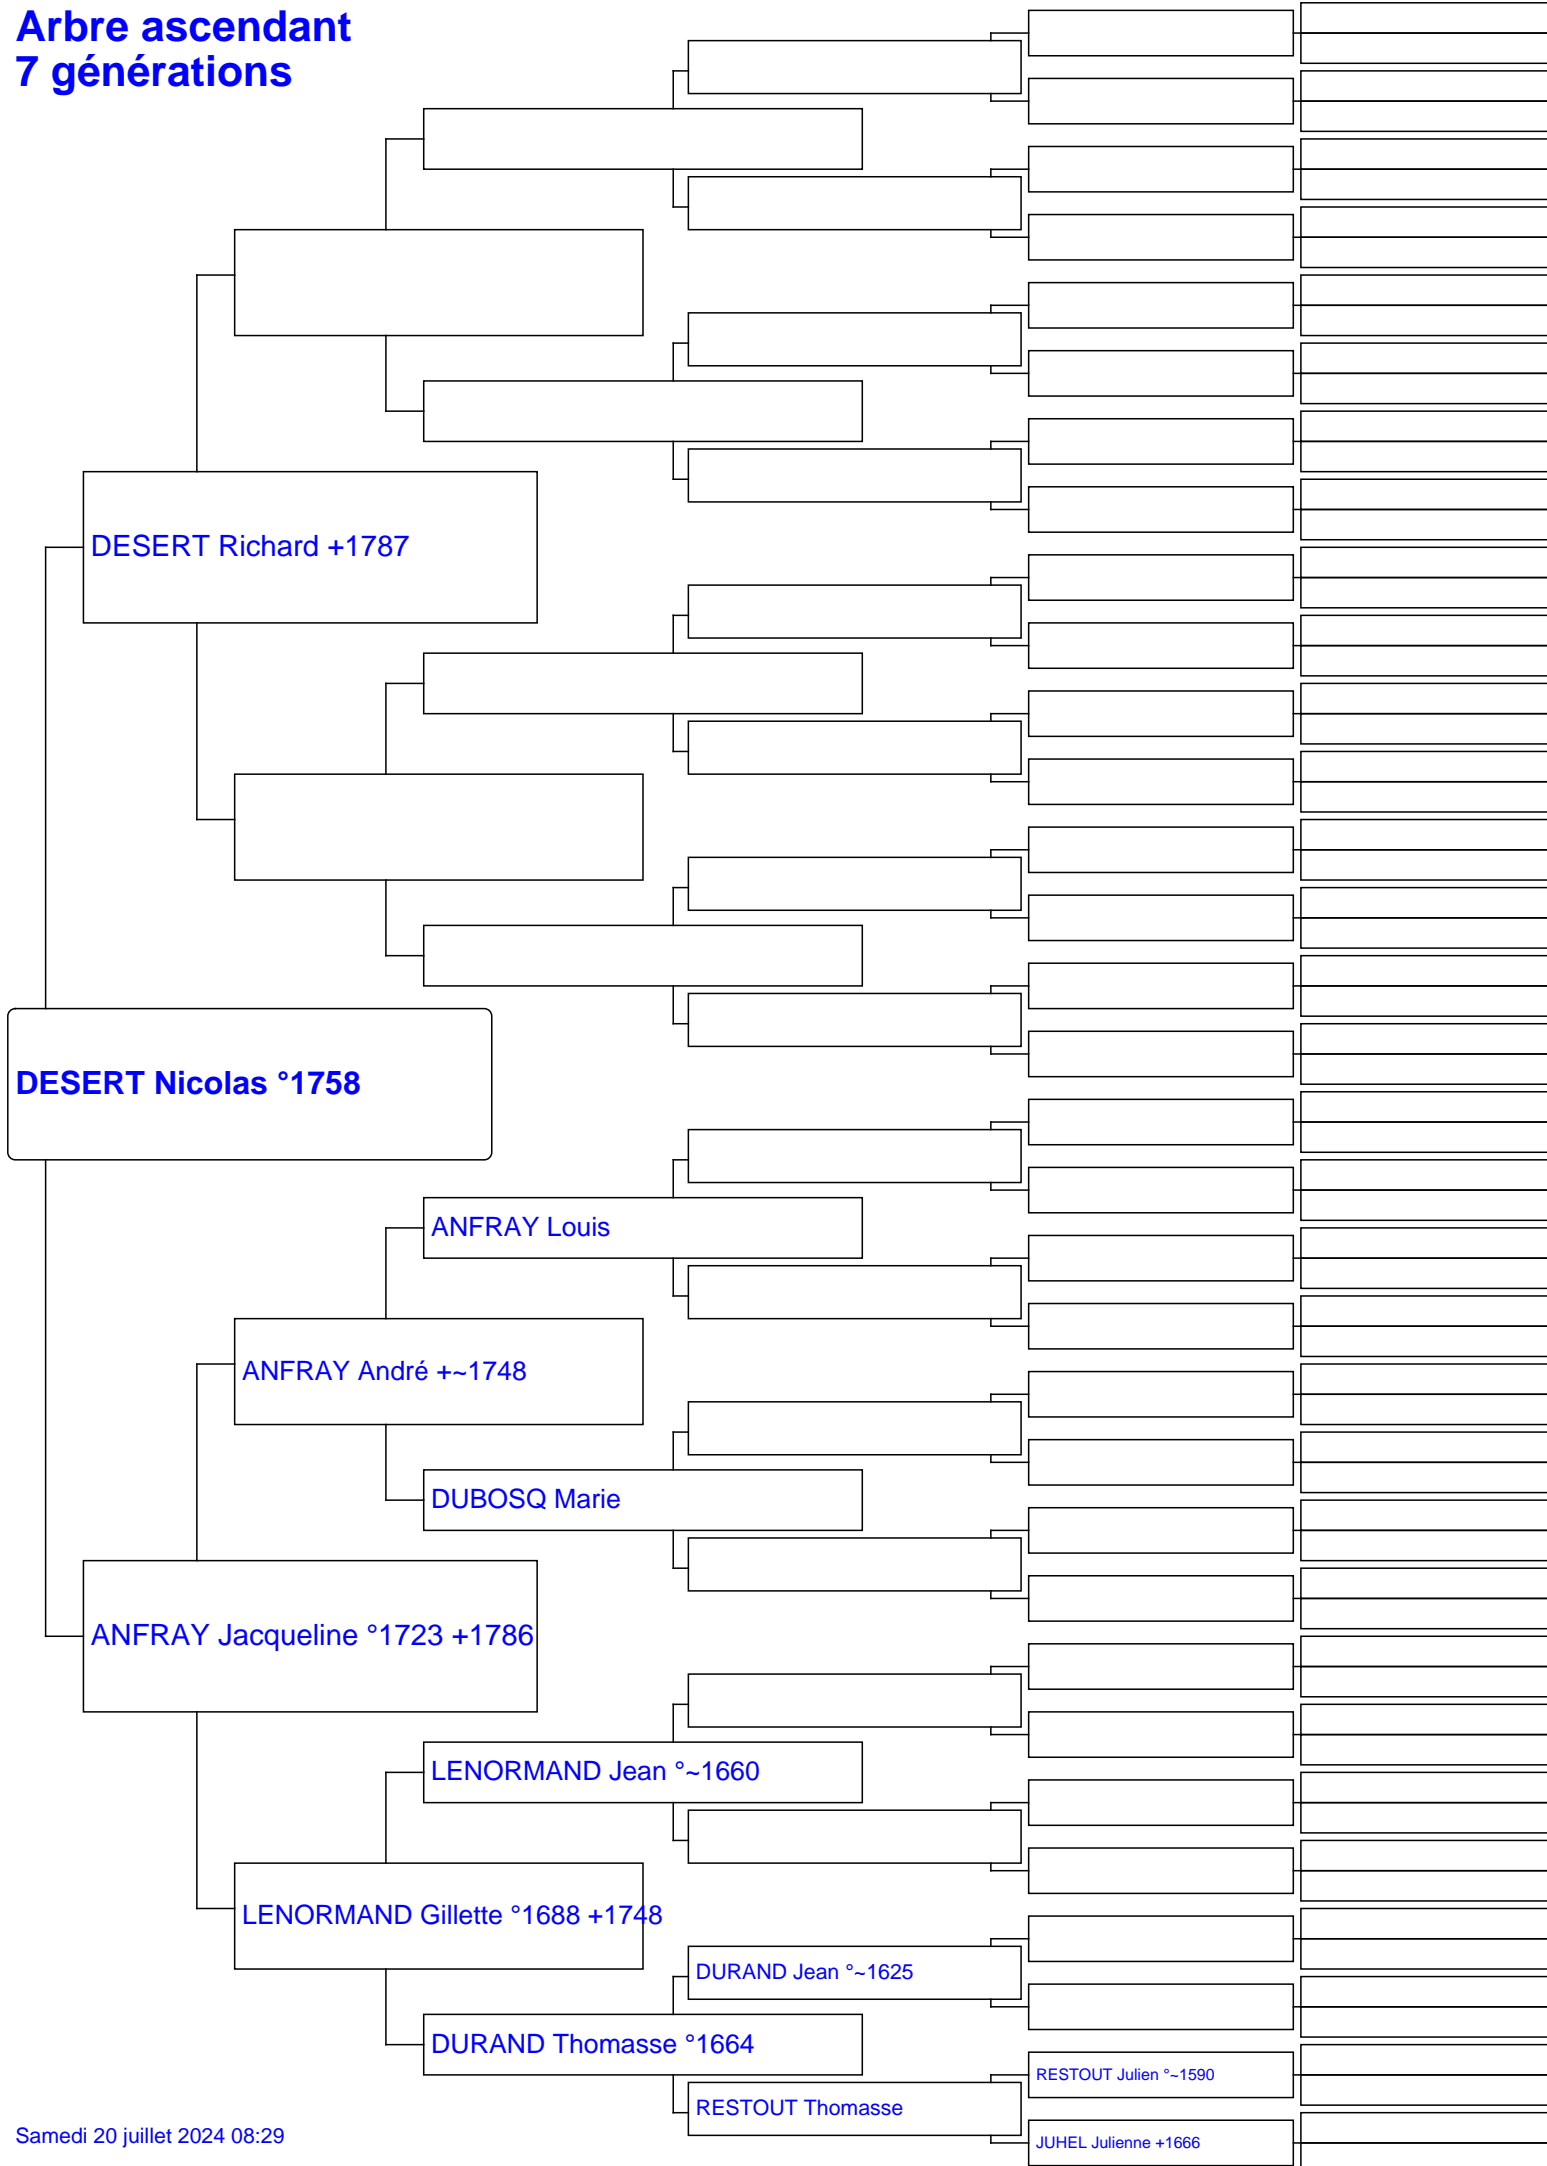 Arbre ascendant
7 générations
DESERT Richard +1787
DESERT Nicolas °1758
ANFRAY Louis
ANFRAY André +~1748
DUBOSQ Marie
ANFRAY Jacqueline °1723 +1786
LENORMAND Jean °~1660
LENORMAND Gillette °1688 +1748
DURAND Jean °~1625
DURAND Thomasse °1664
RESTOUT Julien °~1590
RESTOUT Thomasse
JUHEL Julienne +1666
Samedi 20 juillet 2024 08:29